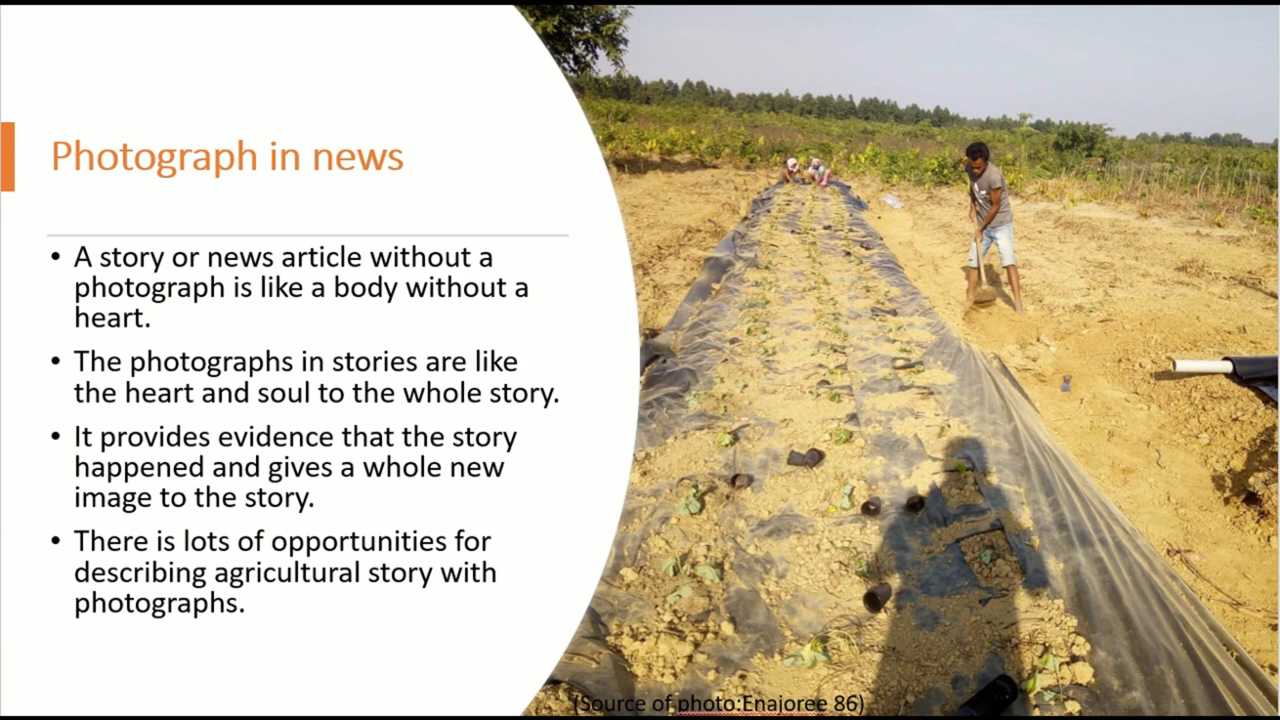 Photograph in news
• A story or news article without a
photograph is like a body without a
heart.
• The photographs in stories are like
the heart and soul to the whole story.
• It provides evidence that the story
happened and gives a whole new
image to the story.
• There is lots of opportunities for
describing agricultural story with
photographs.
(Source of photo:Enajoree 86)